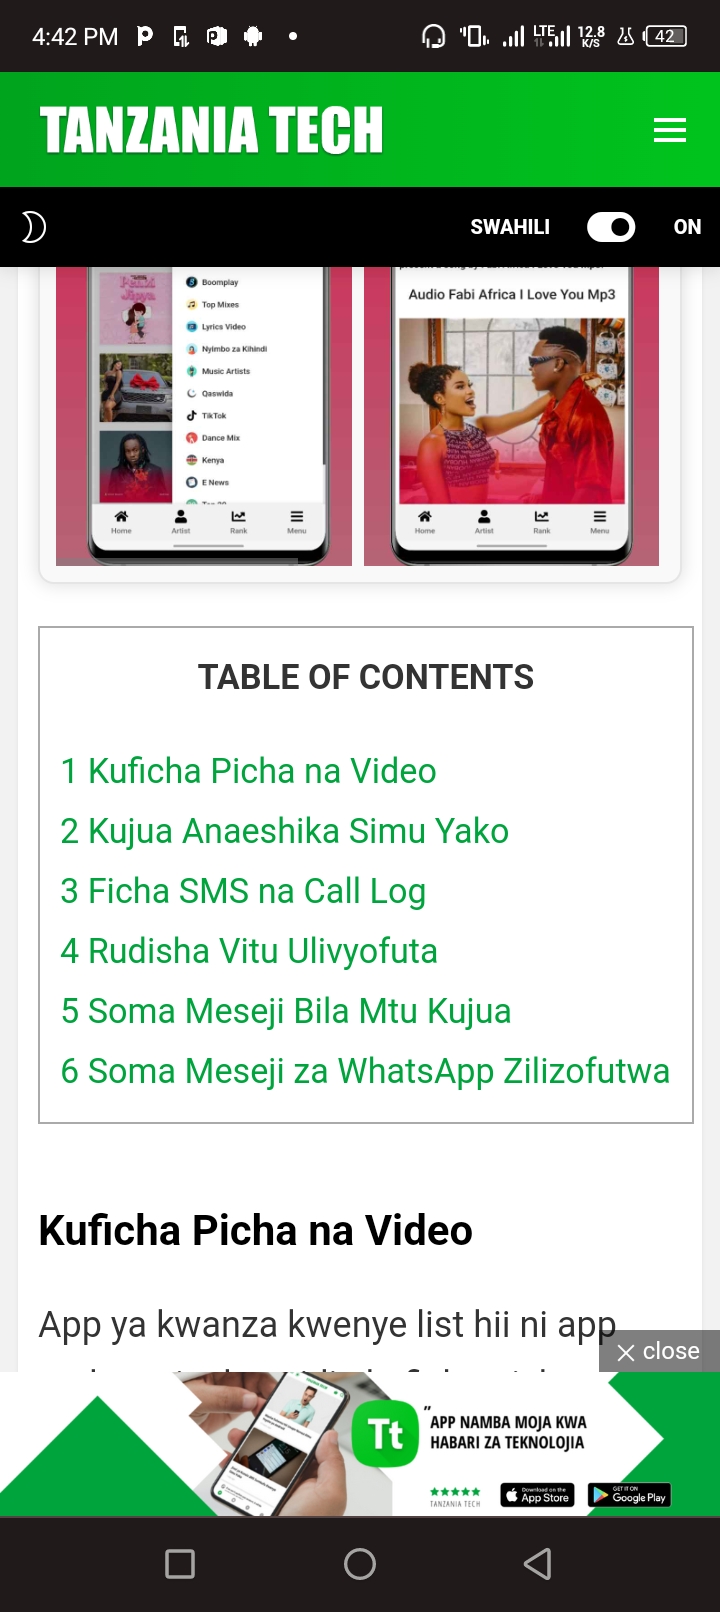 4:42 PM
LTE
12.8
K/S
42
TANZANIA TECH
SWAHILI
ON
Boomplay
Top Mixes
Lyrics Video
Nyimbo za Kihindi
Music Artists
Qaswida
TikTok
Dance Mix
Kenya
E News
Home
Artist
Rank
Menu
Audio Fabi Africa I Love You Mp3
Home
Artist
Rank
Menu
TABLE OF CONTENTS
1 Kuficha Picha na Video
2 Kujua Anaeshika Simu Yako
3 Ficha SMS na Call Log
4 Rudisha Vitu Ulivyofuta
5 Soma Meseji Bila Mtu Kujua
6 Soma Meseji za WhatsApp Zilizofutwa
Kuficha Picha na Video
App ya kwanza kwenye list hii ni app
× close
Tt
" APP NAMBA MOJA KWA
HABARI ZA TEKNOLOJIA
TANZANIA TECH
Download on the
App Store
GET IT ON
Google Play